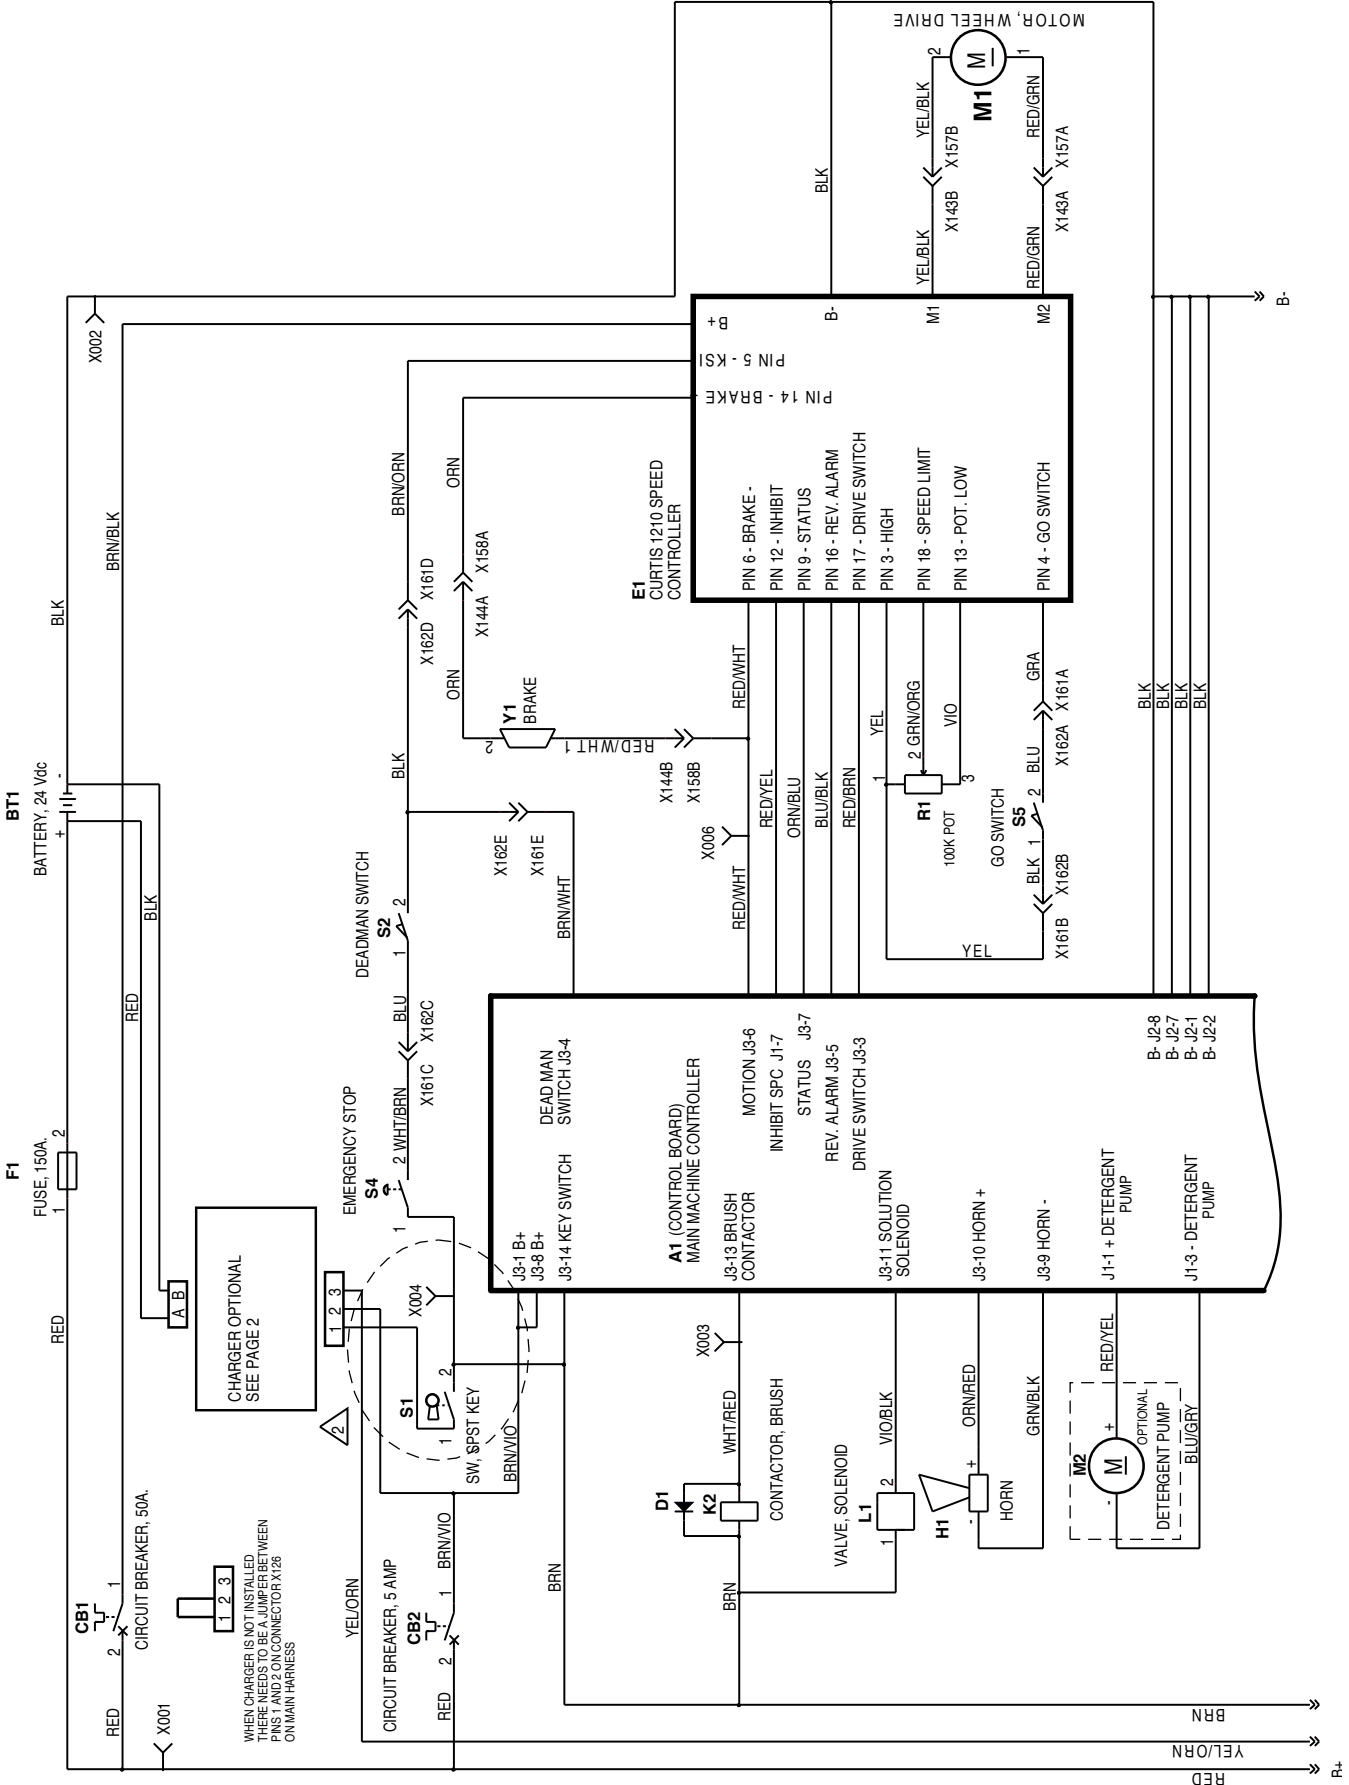 BT1
BATTERY, 24 Vdc
+
-
F1
FUSE, 150A.
1
2
RED
BLK
X002
CB1
CIRCUIT BREAKER, 50A.
2
1
RED
BRN/BLK
X001
RED
BLK
A B
CHARGER OPTIONAL
SEE PAGE 2
1 2 3
2
1 2 3
WHEN CHARGER IS NOT INSTALLED
THERE NEEDS TO BE A JUMPER BETWEEN
PINS 1 AND 2 ON CONNECTOR X126
ON MAIN HARNESS
YEL/ORN
CIRCUIT BREAKER, 5 AMP
CB2
2
1
RED
BRN/VIO
S1
1
2
SW, SPST KEY
BRN/VIO
X004
EMERGENCY STOP
S4
1
2
WHT/BRN
X161C
X162C
BLU
DEADMAN SWITCH
S2
1
2
BLK
X162D
X161D
BRN/ORN
X162E
X161E
BRN/WHT
ORN
X144A
X158A
ORN
Y1
BRAKE
2
1
RED/WHT
X144B
X158B
E1
CURTIS 1210 SPEED
CONTROLLER
B+
PIN 5 - KSI
PIN 14 - BRAKE
PIN 6 - BRAKE -
PIN 12 - INHIBIT
PIN 9 - STATUS
PIN 16 - REV. ALARM
PIN 17 - DRIVE SWITCH
PIN 3 - HIGH
PIN 18 - SPEED LIMIT
PIN 13 - POT. LOW
PIN 4 - GO SWITCH
B-
M1
M2
BLK
YEL/BLK
X143B
X157B
YEL/BLK
RED/GRN
X143A
X157A
RED/GRN
2
1
M
M1
MOTOR, WHEEL DRIVE
RED/WHT
X006
RED/WHT
RED/YEL
ORN/BLU
BLU/BLK
RED/BRN
YEL
1
2
GRN/ORG
3
VIO
R1
100K POT
GO SWITCH
S5
YEL
X161B
X162B
BLK
1
2
BLU
X162A
X161A
GRA
BLK
BLK
BLK
BLK
B-
A1 (CONTROL BOARD)
MAIN MACHINE CONTROLLER
J3-1 B+
J3-8 B+
J3-14 KEY SWITCH
DEAD MAN
SWITCH J3-4
J3-13 BRUSH
CONTACTOR
MOTION J3-6
INHIBIT SPC J1-7
STATUS J3-7
REV. ALARM J3-5
DRIVE SWITCH J3-3
J3-11 SOLUTION
SOLENOID
J3-10 HORN +
J3-9 HORN -
J1-1 + DETERGENT
PUMP
J1-3 - DETERGENT
PUMP
B- J2-8
B- J2-7
B- J2-1
B- J2-2
BRN
X003
WHT/RED
D1
K2
CONTACTOR, BRUSH
BRN
VALVE, SOLENOID
L1
1
2
VIO/BLK
H1
-
+
HORN
ORN/RED
GRN/BLK
M2
M
-
+
OPTIONAL
DETERGENT PUMP
RED/YEL
BLU/GRY
BRN
YEL/ORN
RED
B+